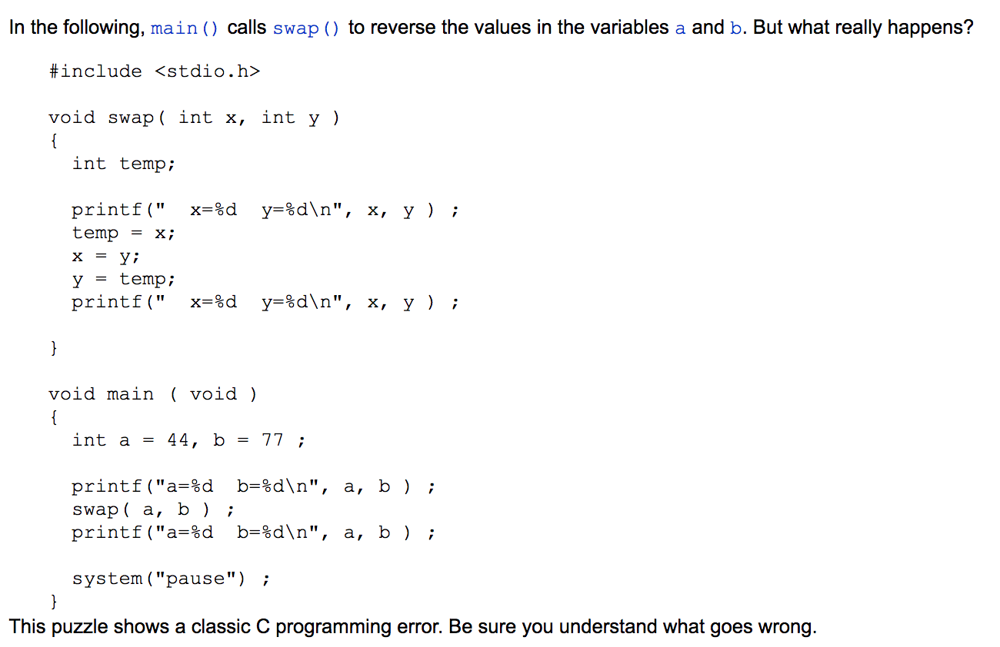 In the following, main() calls swap() to reverse the values in the variables a and b. But what really happens?
#include <stdio.h>
void swap( int x, int y )
{
int temp;
printf("  x=%d  y=%d\n", x, y ) ;
temp = x;
x = y;
y = temp;
printf("  x=%d  y=%d\n", x, y ) ;
}
void main ( void )
{
int a = 44, b = 77 ;
printf("a=%d  b=%d\n", a, b ) ;
swap( a, b ) ;
printf("a=%d  b=%d\n", a, b ) ;
system("pause") ;
}
This puzzle shows a classic C programming error. Be sure you understand what goes wrong.